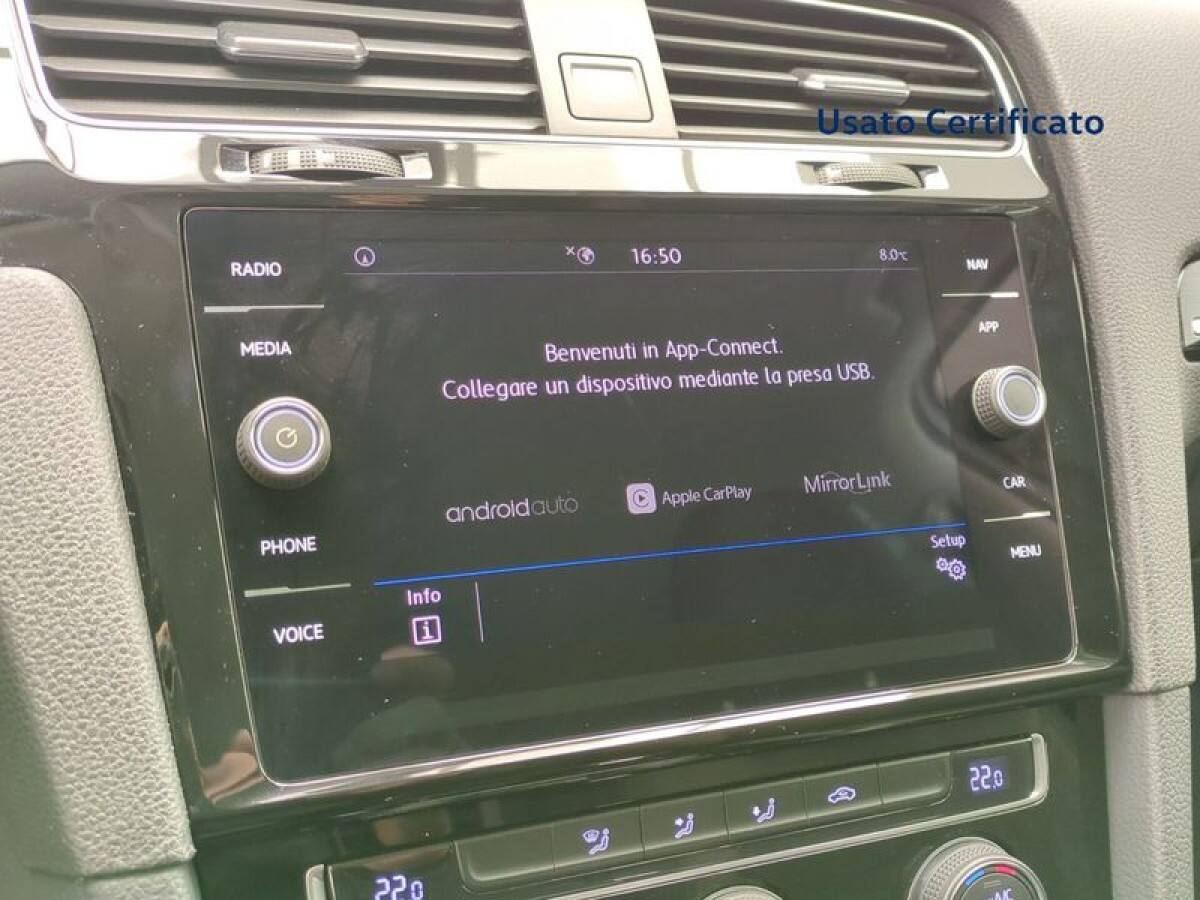 Usato Certificato
RADIO
16:50
8.0°C
NAV
MEDIA
APP
Benvenuti in App-Connect.
Collegare un dispositivo mediante la presa USB.
androidauto
Apple CarPlay
MirrorLink
CAR
PHONE
Setup
MENU
Info
i
VOICE
22.0
22.0
A/C